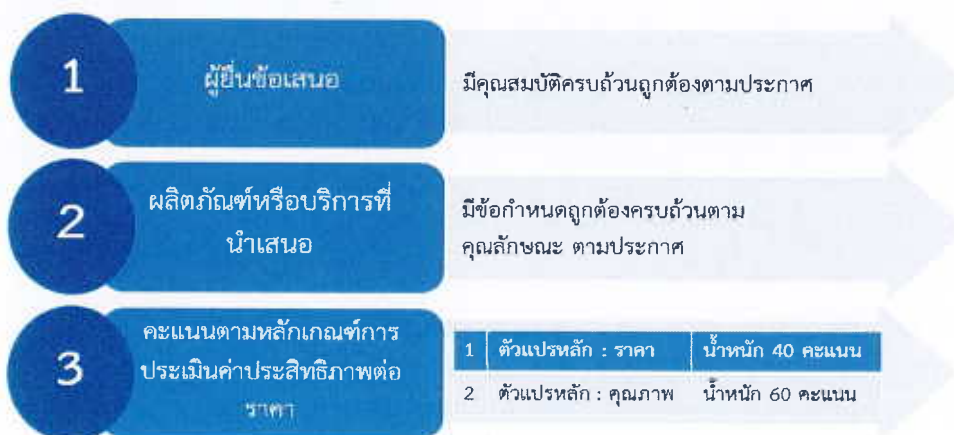 1
ผู้ยื่นข้อเสนอ
มีคุณสมบัติครบถ้วนถูกต้องตามประกาศ
2
ผลิตภัณฑ์หรือบริการที่
นำเสนอ
มีข้อกำหนดถูกต้องครบถ้วนตาม
คุณลักษณะ ตามประกาศ
3
คะแนนตามหลักเกณฑ์การ
ประเมินค่าประสิทธิภาพต่อ
ราคา
1 ตัวแปรหลัก : ราคา น้ำหนัก 40 คะแนน
2 ตัวแปรหลัก : คุณภาพ น้ำหนัก 60 คะแนน